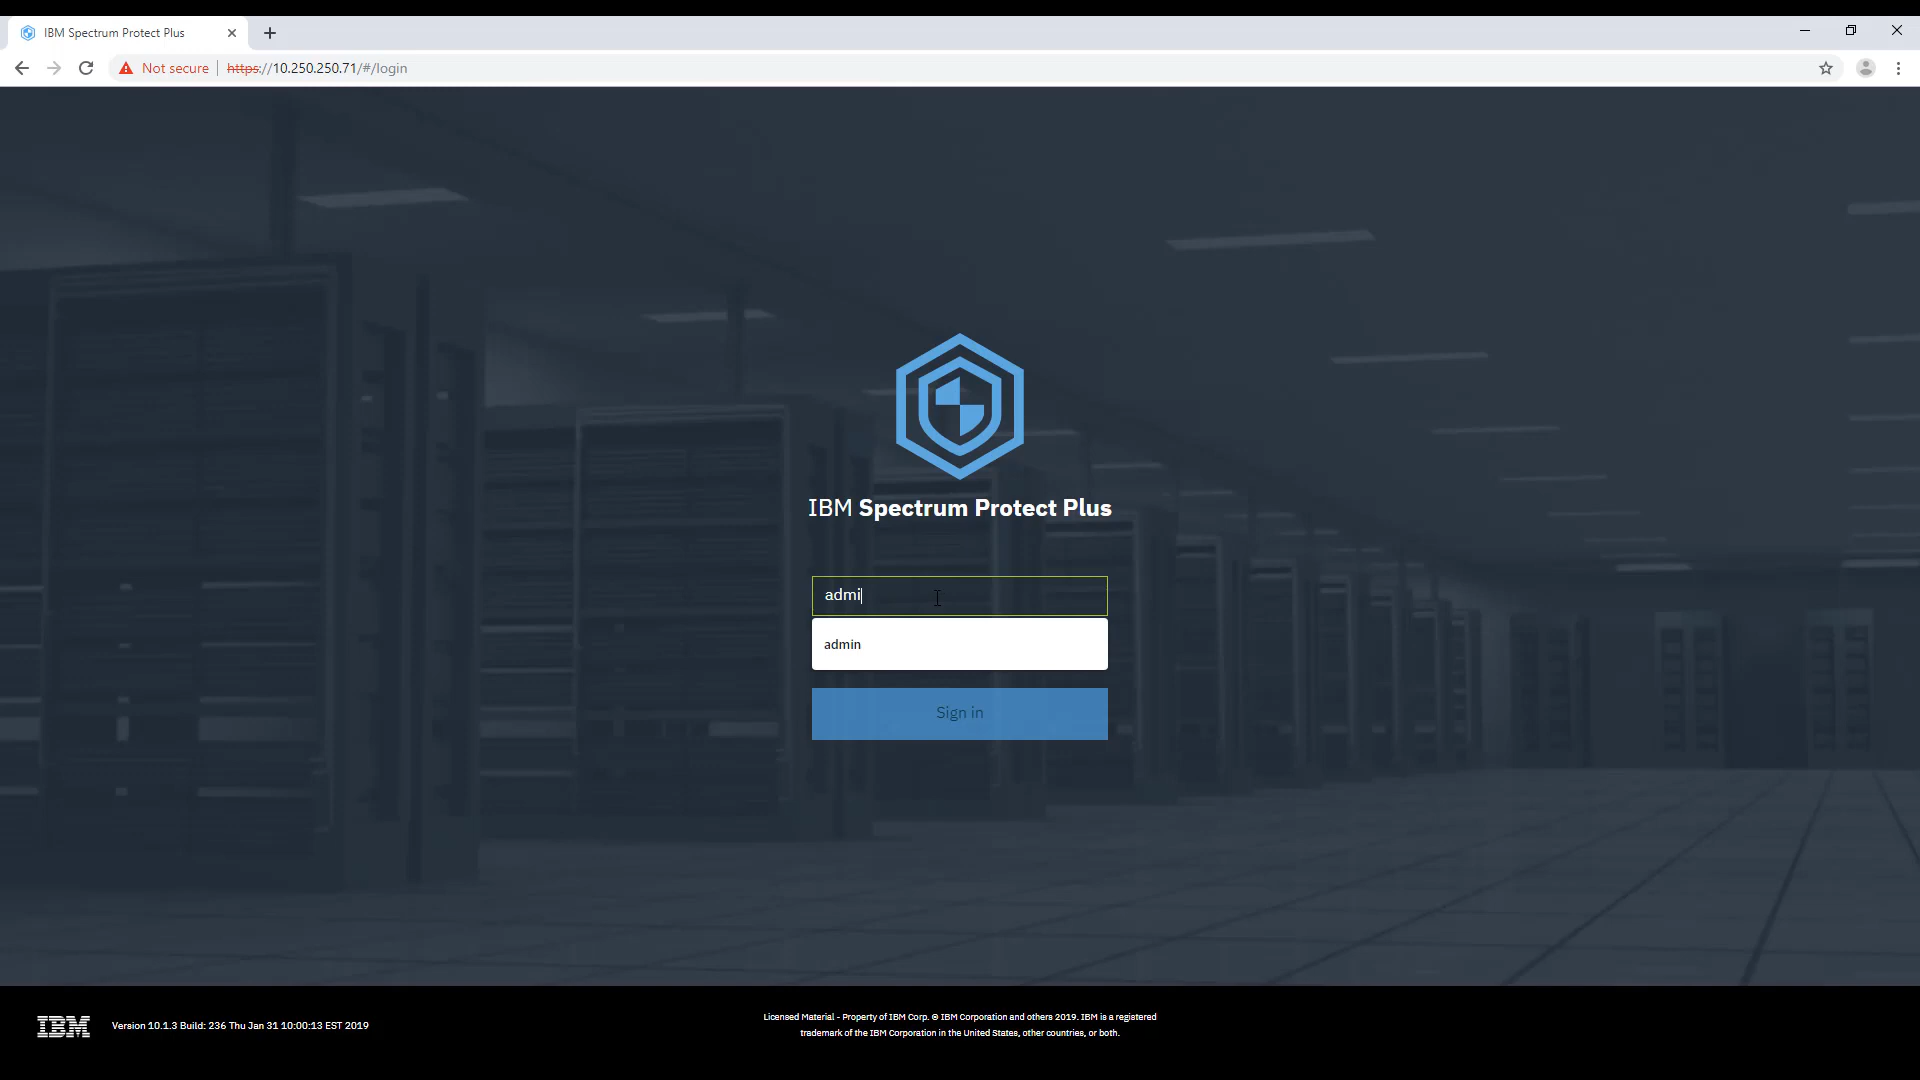 IBM Spectrum Protect Plus
Not secure
https://10.250.250.71/#/login
IBM Spectrum Protect Plus
admi
admin
Sign in
IBM
Version 10.1.3 Build: 236 Thu Jan 31 10:00:13 EST 2019
Licensed Material - Property of IBM Corp. © IBM Corporation and others 2019. IBM is a registered
trademark of the IBM Corporation in the United States, other countries, or both.